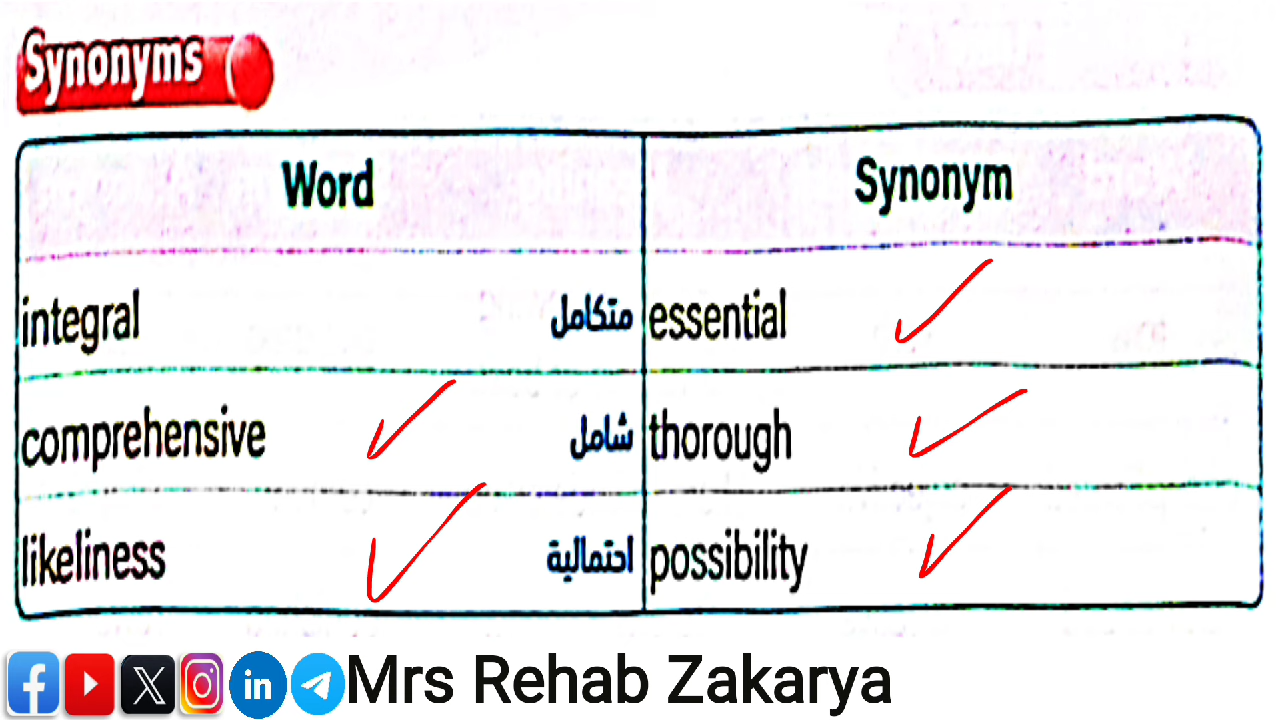 Synonyms
Word Synonym
integral متكامل essential
comprehensive شامل thorough
likeliness احتمالية possibility
Mrs Rehab Zakarya